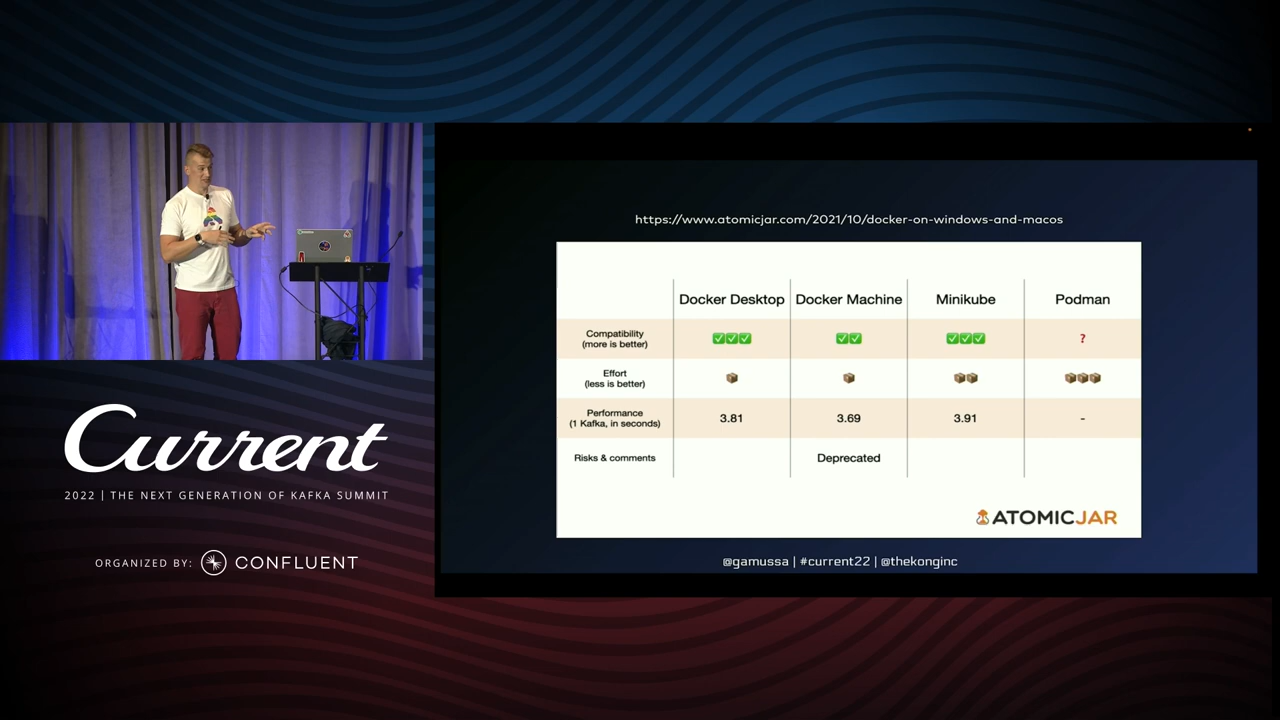 https://www.atomicjar.com/2021/10/docker-on-windows-and-macos
Docker Desktop Docker Machine Minikube Podman
Compatibility
(more is better) ✅✅✅ ✅✅ ✅✅✅ ?
Effort
(less is better) 📦 📦 📦📦 📦📦📦
Performance
(1 Kafka, in seconds) 3.81 3.69 3.91 -
Risks & comments Deprecated
ATOMICJAR
@gamussa | #current22 | @thekonginc
Current
2022 | THE NEXT GENERATION OF KAFKA SUMMIT
ORGANIZED BY: CONFLUENT